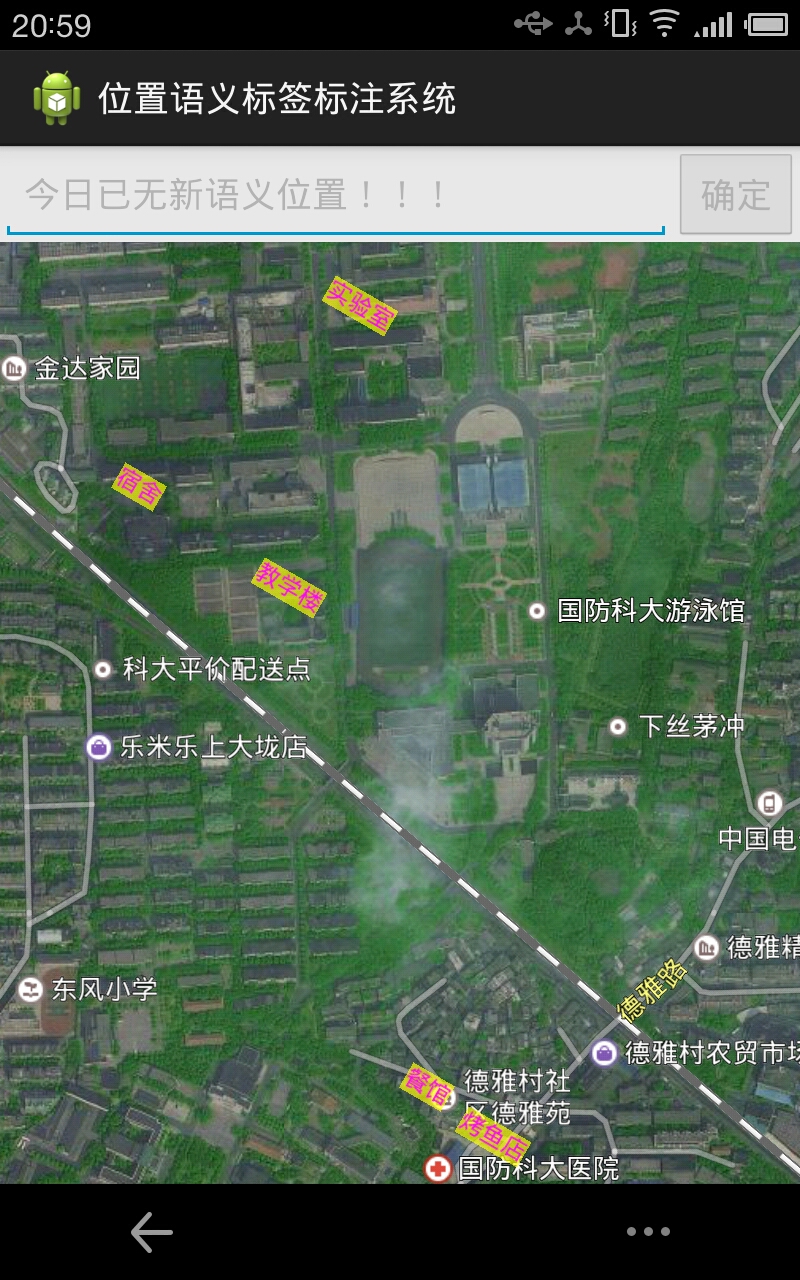 20:59
位置语义标签标注系统
今日已无新语义位置！！！
确定
实验室
金达家园
宿舍
教学楼
国防科大游泳馆
科大平价配送点
下丝茅冲
乐米乐上大垅店
中国电
德雅精
德雅路
东风小学
德雅村农贸市场
餐馆
德雅村社
区德雅苑
烤鱼店
国防科大医院